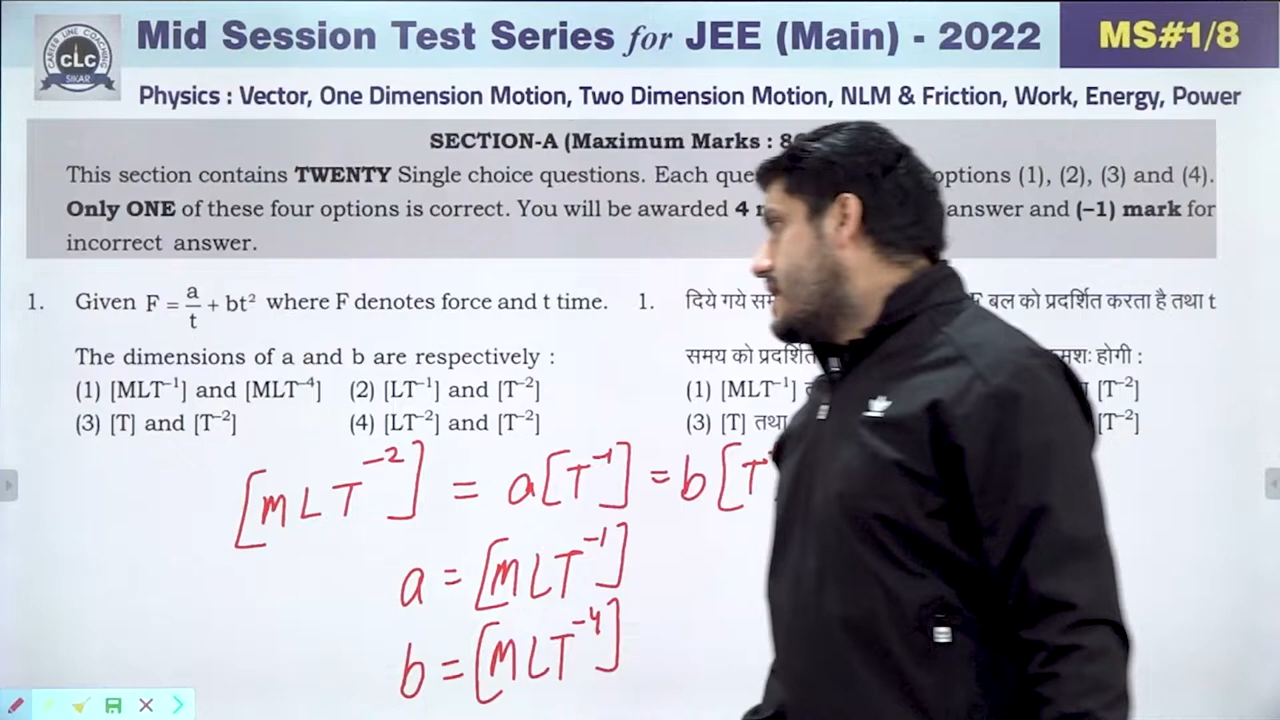 CAREER LINE COACHING
CLC
SIKAR
Mid Session Test Series for JEE (Main) - 2022
MS#1/8
Physics : Vector, One Dimension Motion, Two Dimension Motion, NLM & Friction, Work, Energy, Power
SECTION-A (Maximum Marks :
This section contains TWENTY Single choice questions. Each options (1), (2), (3) and (4).
Only ONE of these four options is correct. You will be awarded 4 answer and (–1) mark for
incorrect answer.
1. Given F = a/t + bt² where F denotes force and t time.
The dimensions of a and b are respectively :
(1) [MLT⁻¹] and [MLT⁻⁴] (2) [LT⁻¹] and [T⁻²]
(3) [T] and [T⁻²] (4) [LT⁻²] and [T⁻²]
1. दिये गये F बल को प्रदर्शित करता है तथा t
समय को होगी :
(1) [MLT⁻¹] [T⁻²]
(3) [T] [T⁻²]
[MLT⁻²] = a[T⁻¹] = b[T
a = [MLT⁻¹]
b = [MLT⁻⁴]